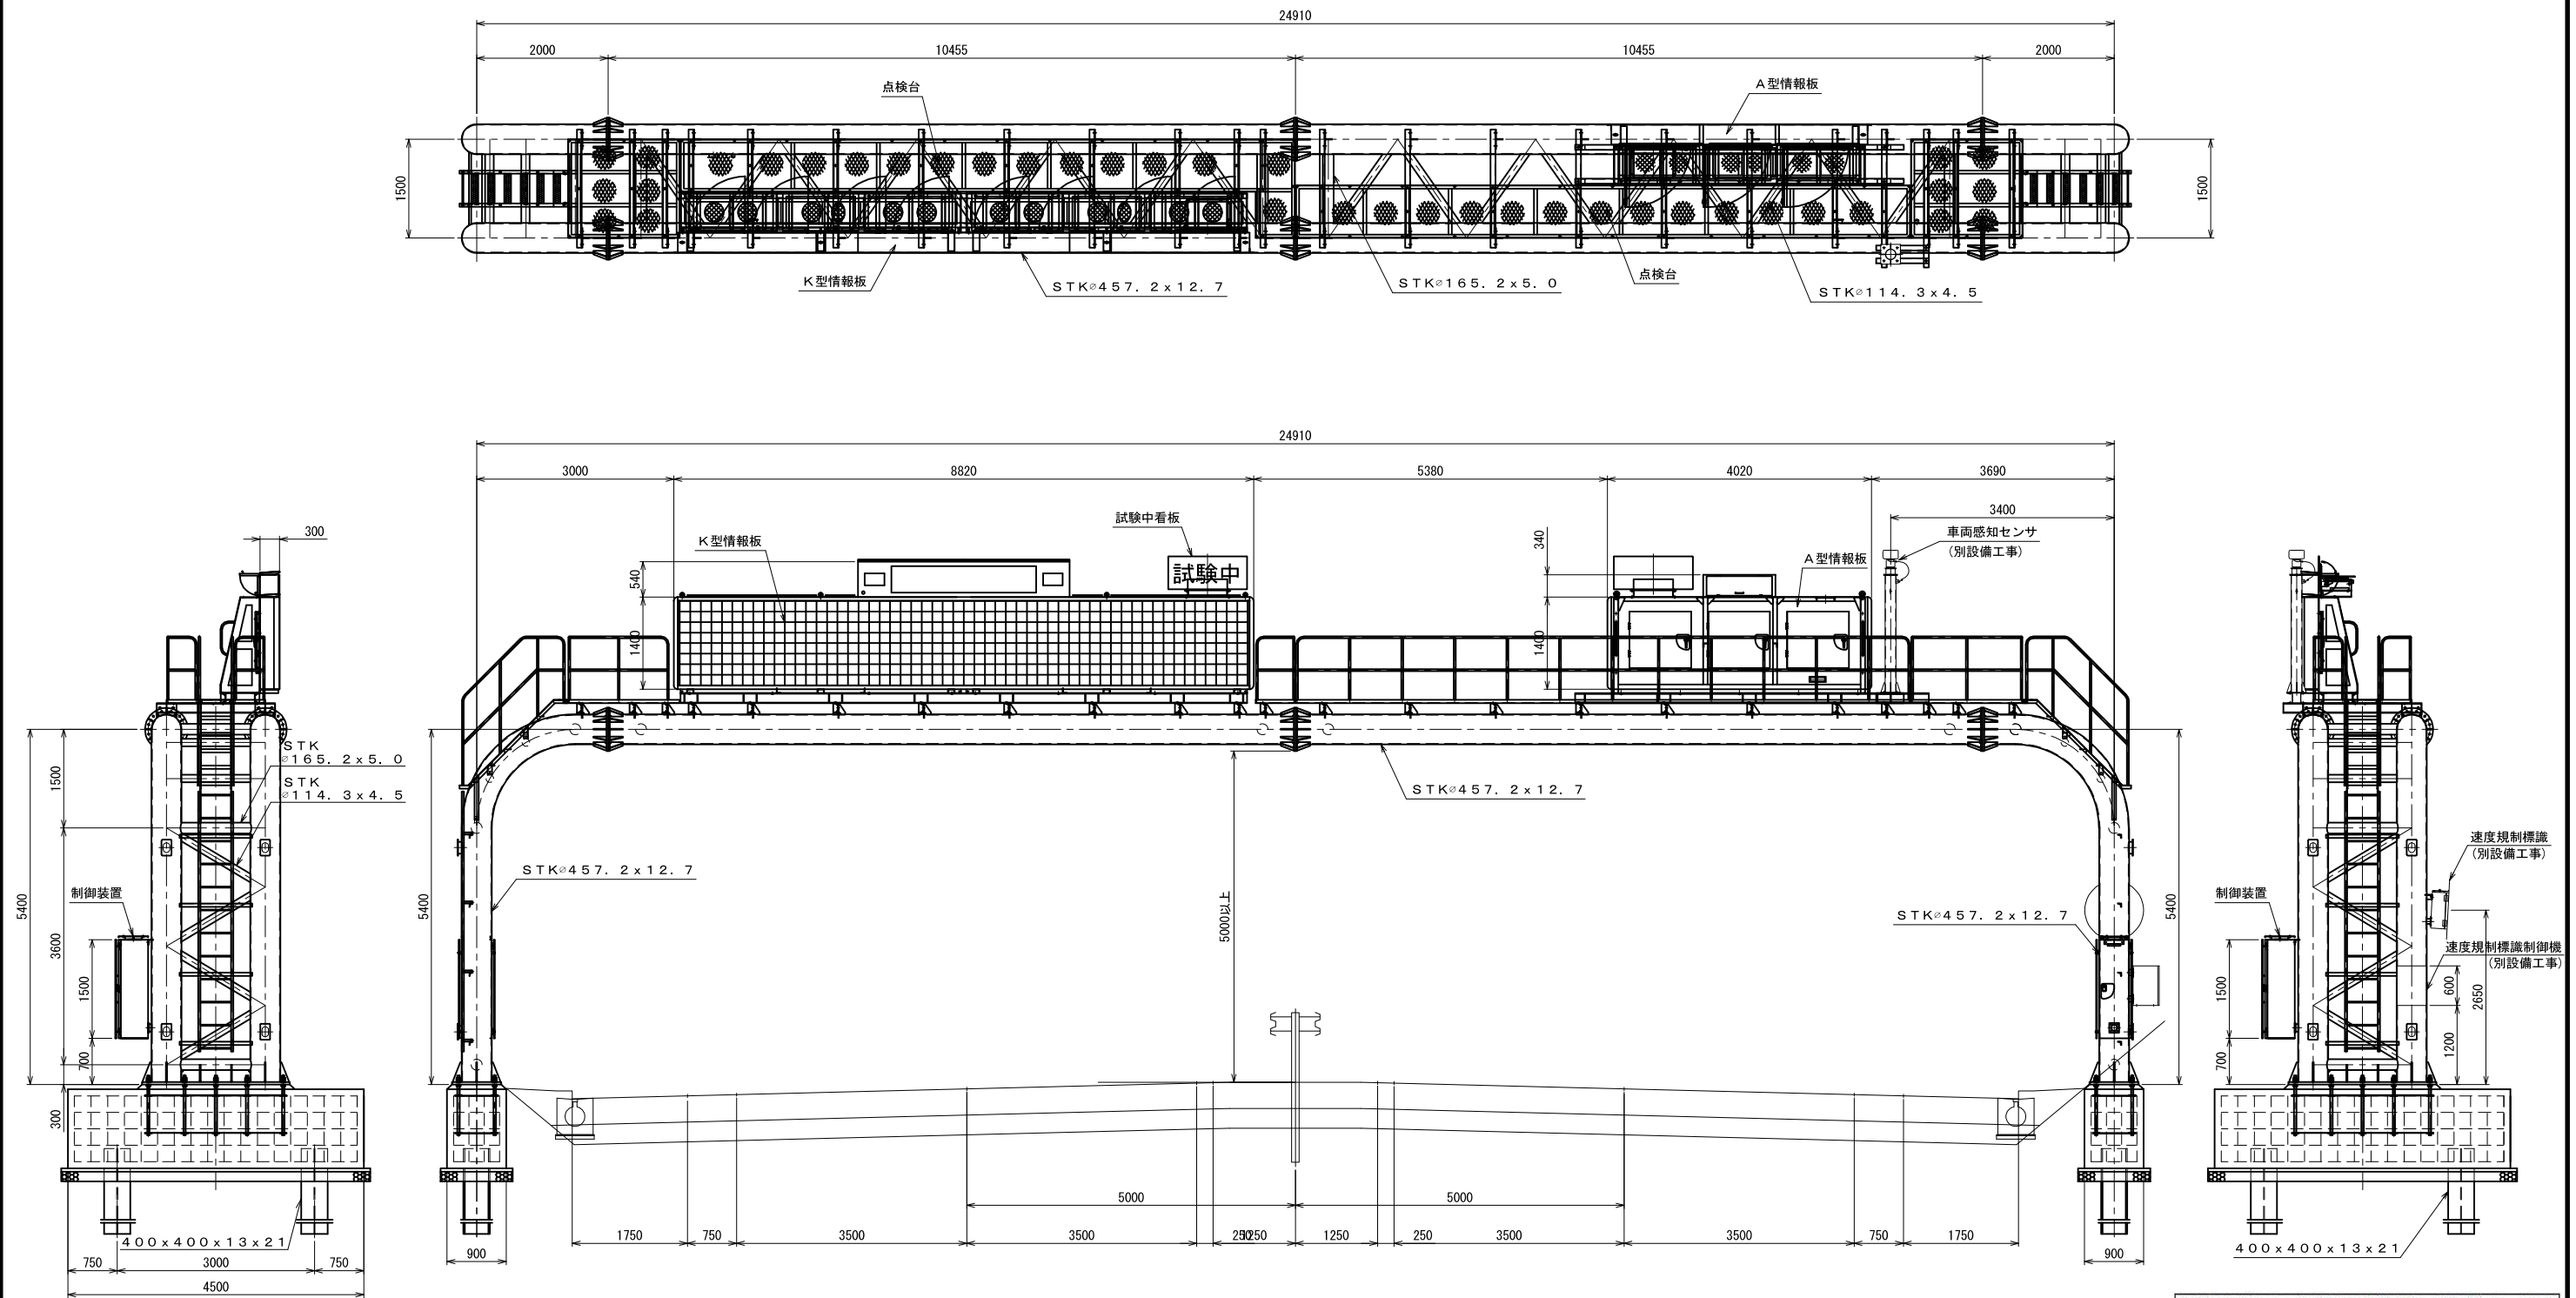 24910
2000
10455
10455
2000
点検台
A型情報板
1500
1500
K型情報板
STK⌀457.2x12.7
STK⌀165.2x5.0
点検台
STK⌀114.3x4.5
24910
3000
8820
5380
4020
3690
3400
300
K型情報板
試験中看板
試験中
540
1400
340
1400
A型情報板
車両感知センサ
(別設備工事)
STK
⌀165.2x5.0
STK
⌀114.3x4.5
1500
3600
5400
1500
700
300
制御装置
400x400x13x21
750
3000
750
4500
5400
STK⌀457.2x12.7
STK⌀457.2x12.7
5000以上
STK⌀457.2x12.7
5400
5000
5000
1750
750
3500
3500
250
1250
1250
250
3500
3500
750
1750
900
900
速度規制標識
(別設備工事)
制御装置
速度規制標識制御機
(別設備工事)
1500
700
600
1200
2650
400x400x13x21